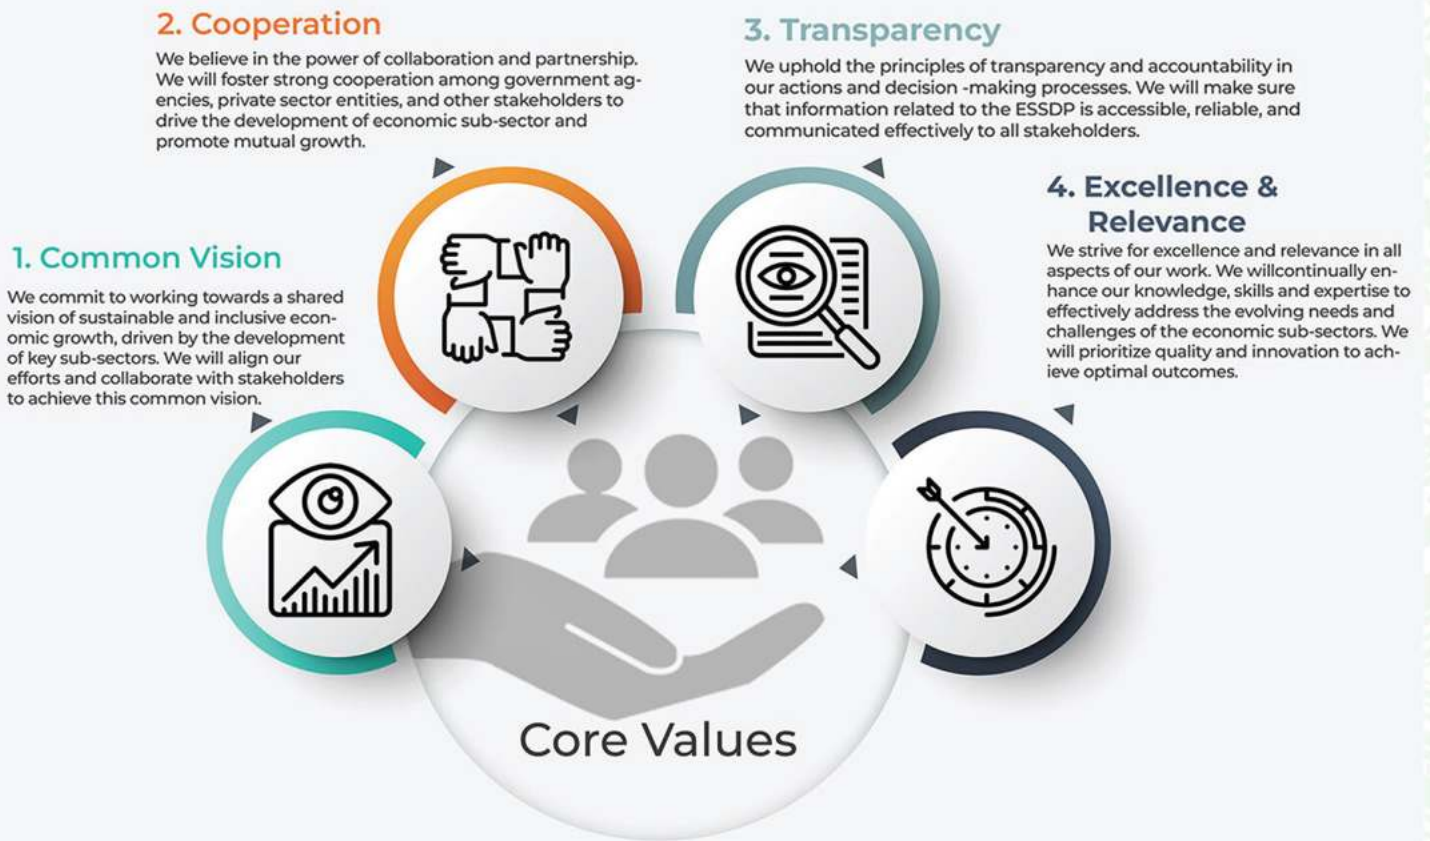 1. Common Vision
We commit to working towards a shared
vision of sustainable and inclusive econ-
omic growth, driven by the development
of key sub-sectors. We will align our
efforts and collaborate with stakeholders
to achieve this common vision.
2. Cooperation
We believe in the power of collaboration and partnership.
We will foster strong cooperation among government ag-
encies, private sector entities, and other stakeholders to
drive the development of economic sub-sector and
promote mutual growth.
3. Transparency
We uphold the principles of transparency and accountability in
our actions and decision -making processes. We will make sure
that information related to the ESSDP is accessible, reliable, and
communicated effectively to all stakeholders.
4. Excellence &
Relevance
We strive for excellence and relevance in all
aspects of our work. We willcontinually en-
hance our knowledge, skills and expertise to
effectively address the evolving needs and
challenges of the economic sub-sectors. We
will prioritize quality and innovation to ach-
ieve optimal outcomes.
Core Values